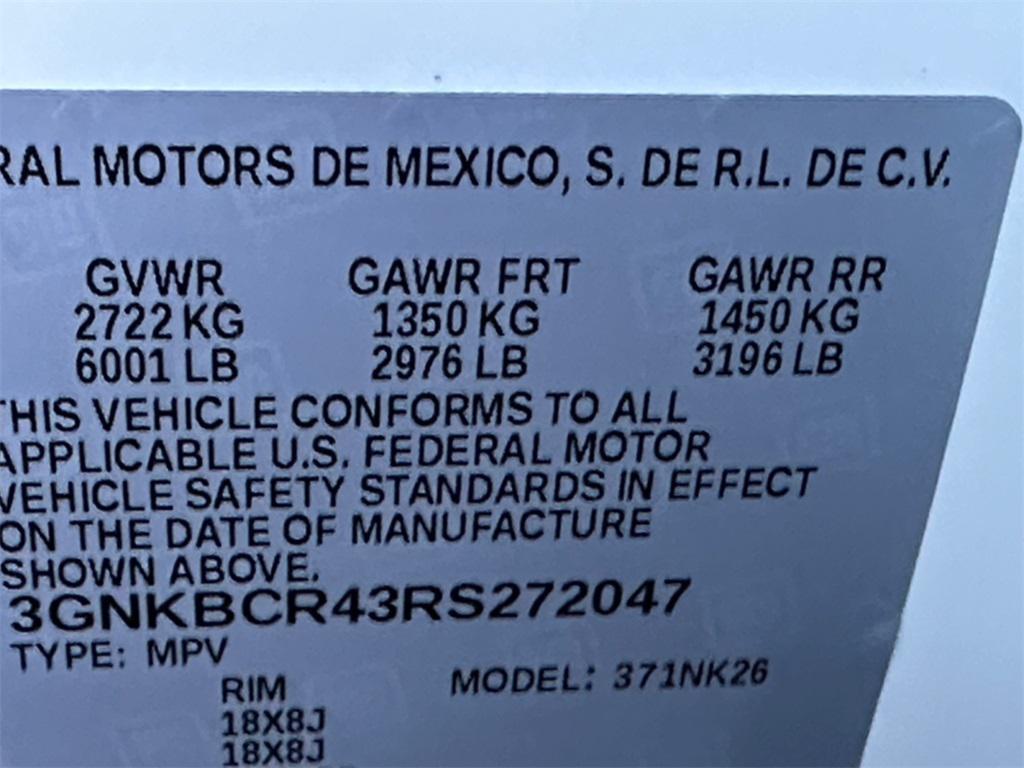 RAL MOTORS DE MEXICO, S. DE R.L. DE C.V.
GVWR GAWR FRT GAWR RR
2722 KG 1350 KG 1450 KG
6001 LB 2976 LB 3196 LB
THIS VEHICLE CONFORMS TO ALL
APPLICABLE U.S. FEDERAL MOTOR
VEHICLE SAFETY STANDARDS IN EFFECT
ON THE DATE OF MANUFACTURE
SHOWN ABOVE.
3GNKBCR43RS272047
TYPE: MPV
MODEL: 371NK26
RIM
18X8J
18X8J